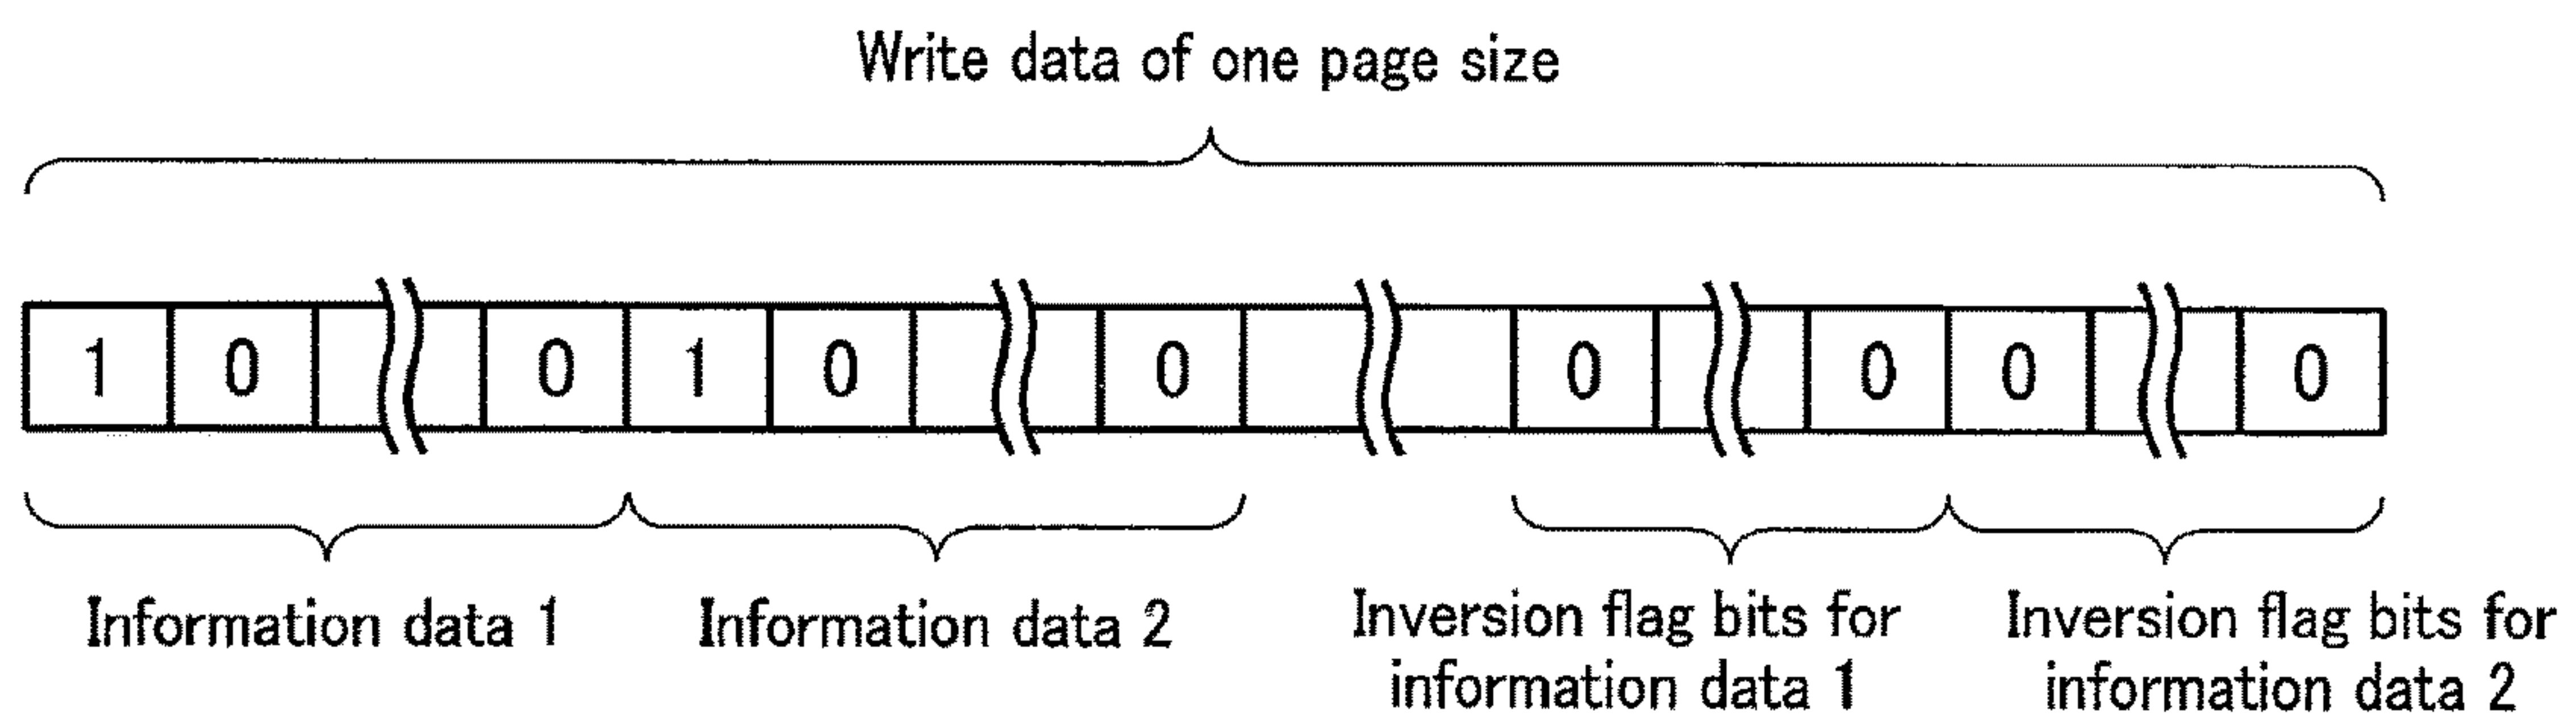 Write data of one page size
1 0 0 1 0 0 0 0 0 0
Information data 1 Information data 2 Inversion flag bits for information data 1 Inversion flag bits for information data 2